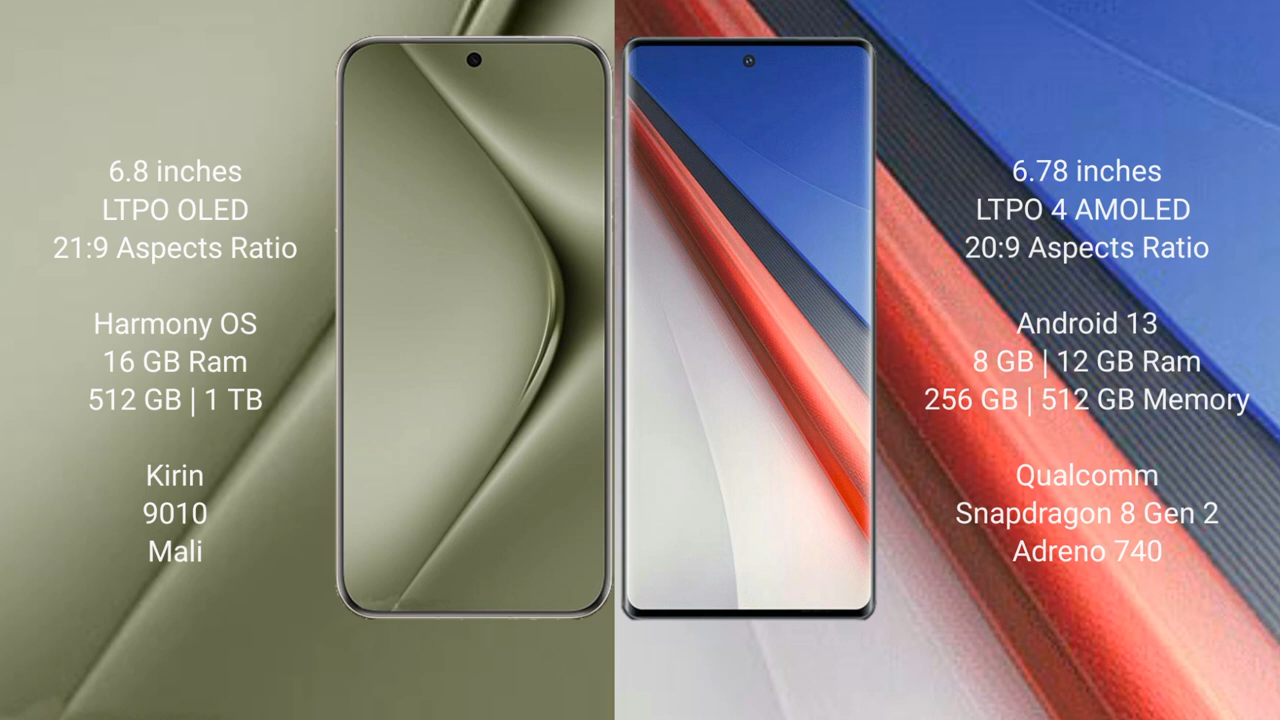 6.8 inches
LTPO OLED
21:9 Aspects Ratio
Harmony OS
16 GB Ram
512 GB | 1 TB
Kirin
9010
Mali
6.78 inches
LTPO 4 AMOLED
20:9 Aspects Ratio
Android 13
8 GB | 12 GB Ram
256 GB | 512 GB Memory
Qualcomm
Snapdragon 8 Gen 2
Adreno 740